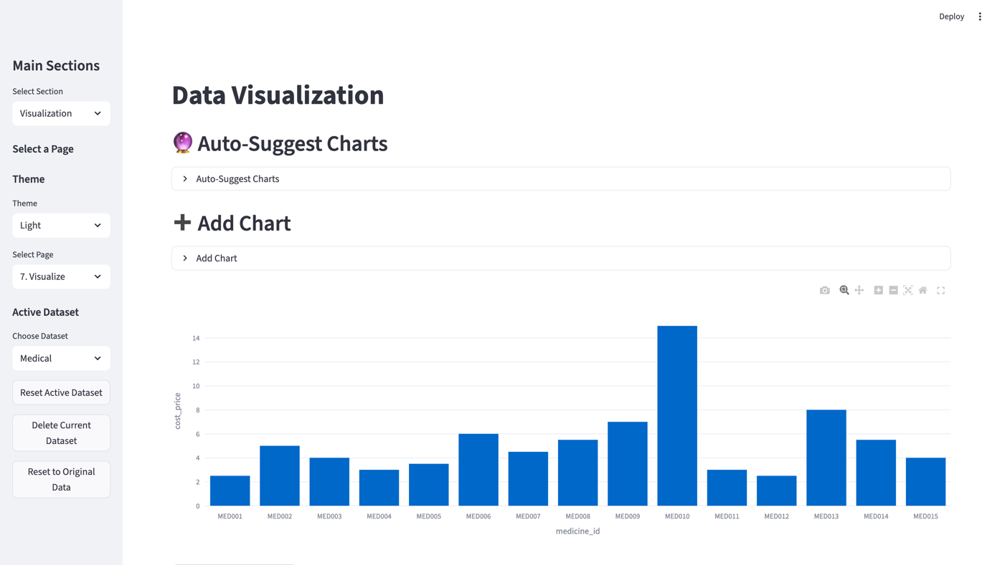 Deploy
Main Sections
Select Section
Visualization
Select a Page
Theme
Theme
Light
Select Page
7. Visualize
Active Dataset
Choose Dataset
Medical
Reset Active Dataset
Delete Current
Dataset
Reset to Original
Data
Data Visualization
Auto-Suggest Charts
Auto-Suggest Charts
Add Chart
Add Chart
14
12
10
8
6
4
2
0
cost_price
MED001 MED002 MED003 MED004 MED005 MED006 MED007 MED008 MED009 MED010 MED011 MED012 MED013 MED014 MED015
medicine_id